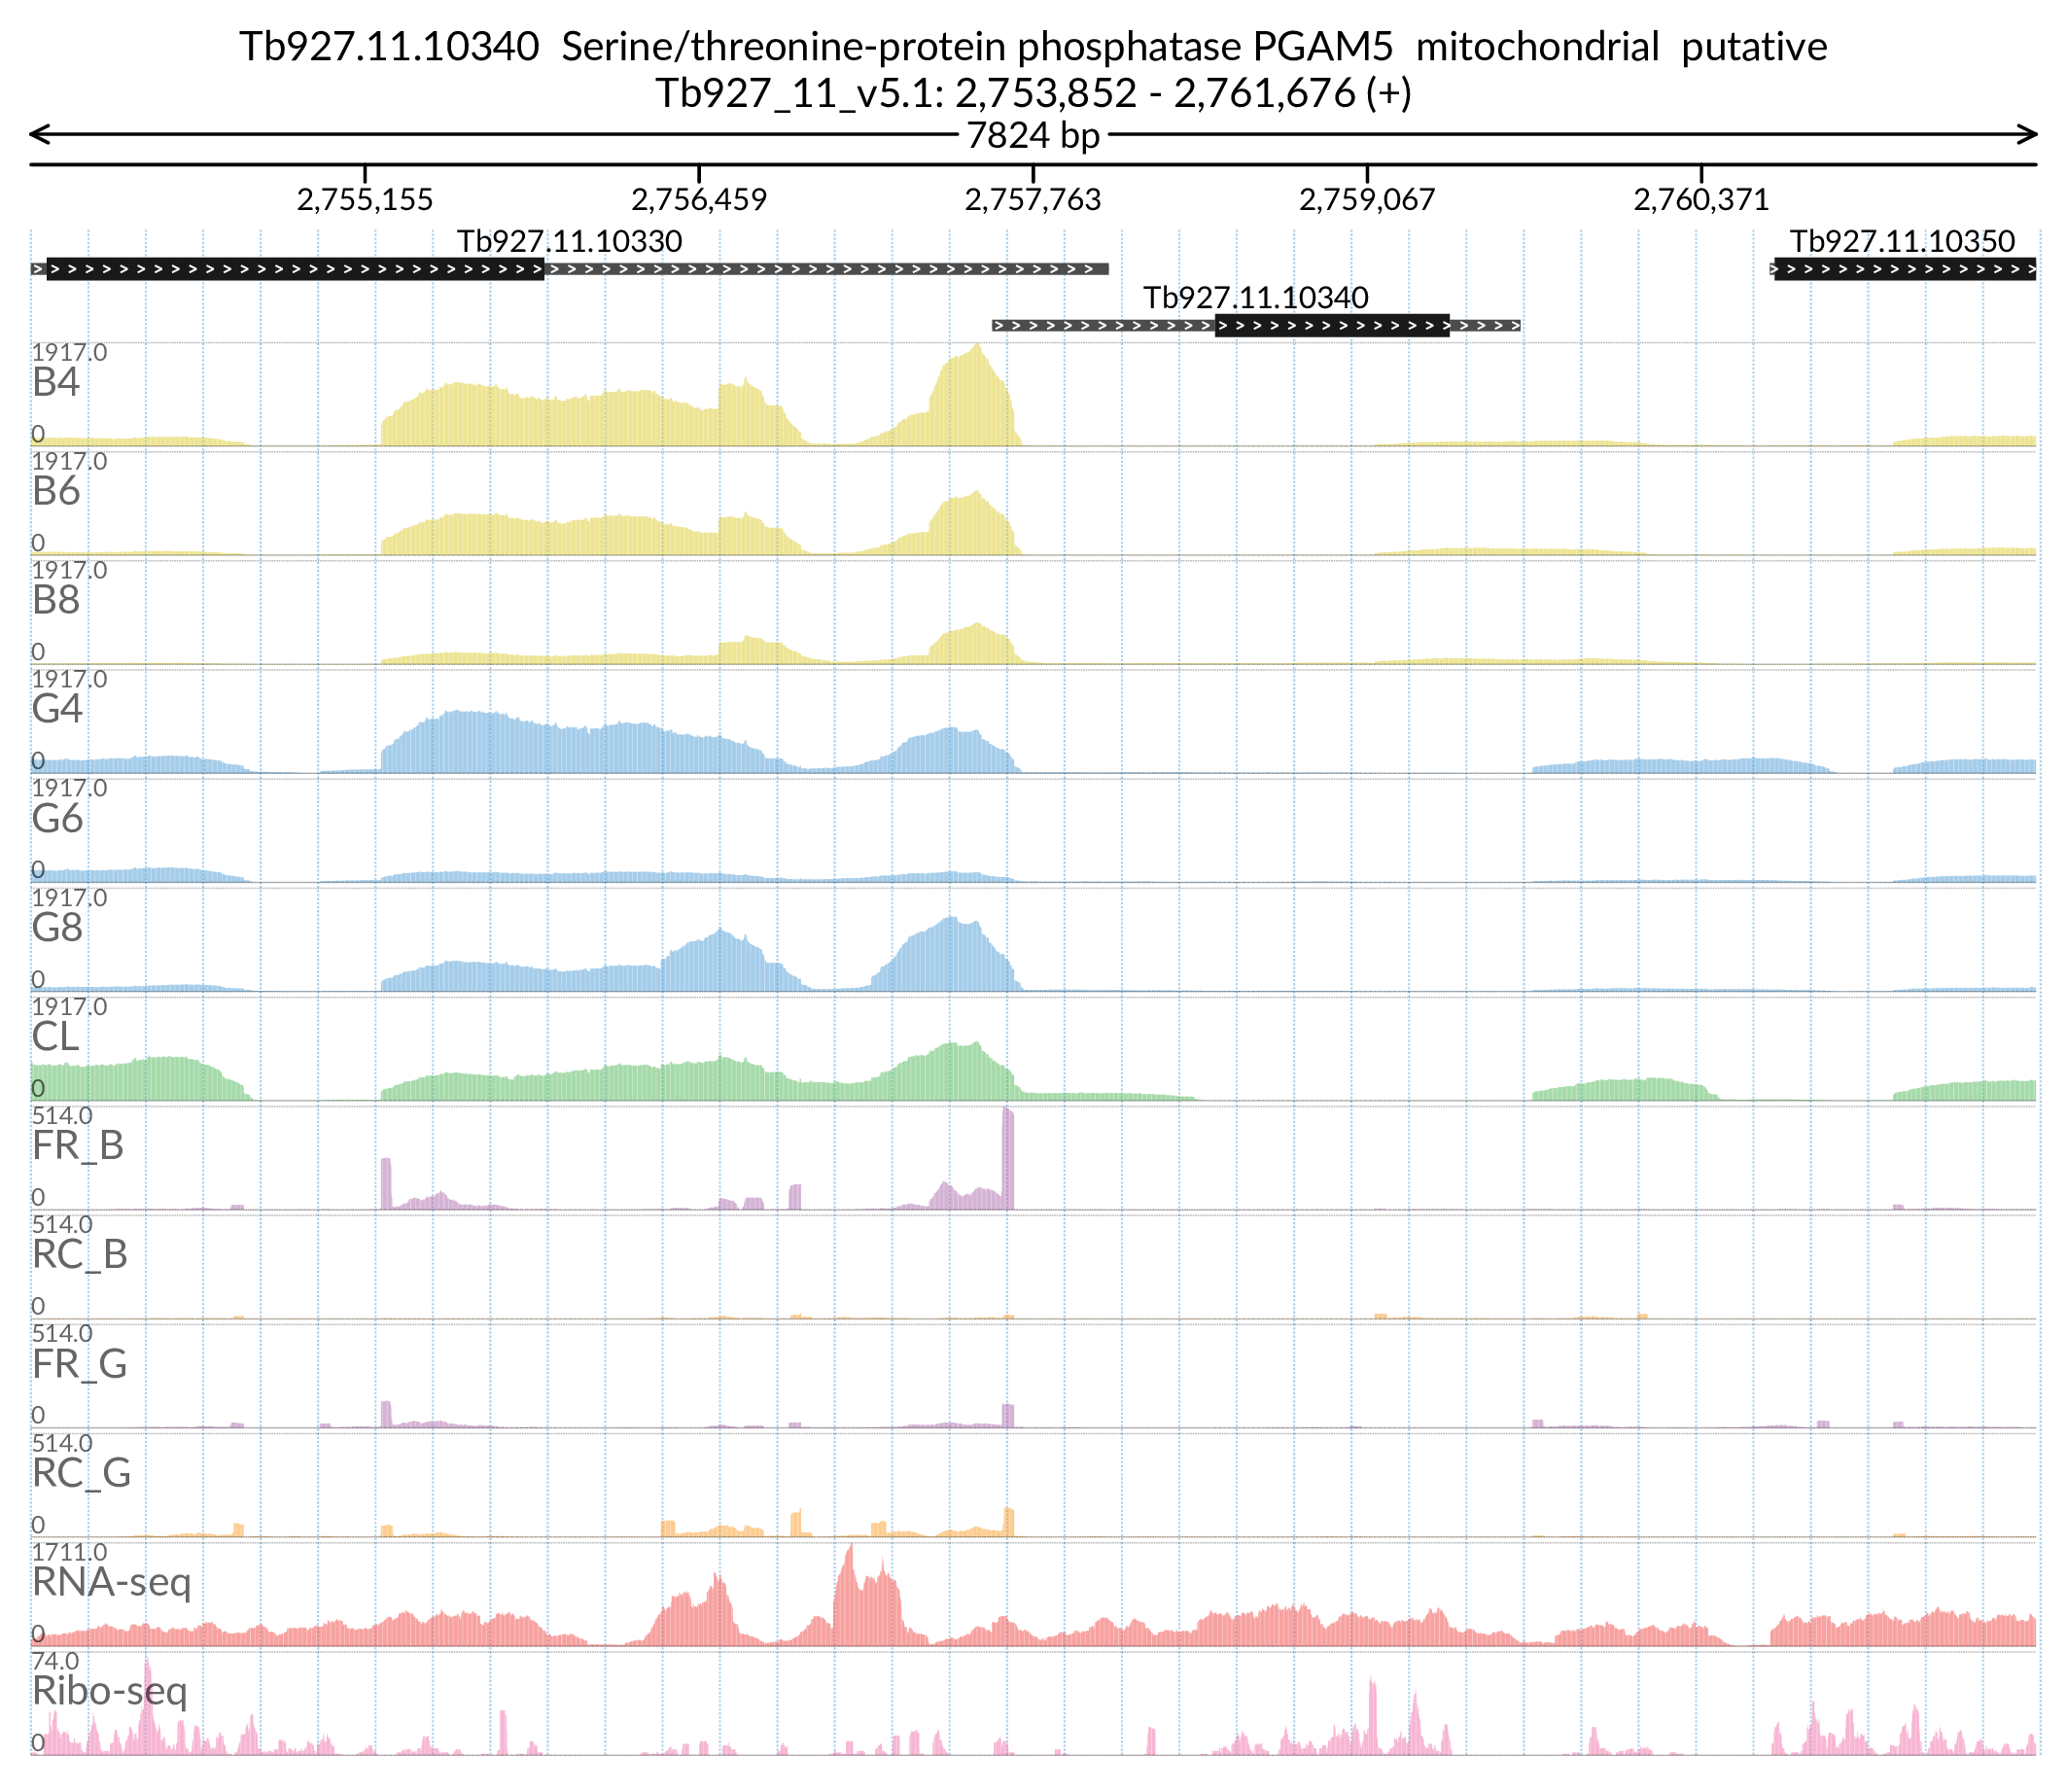 Tb927.11.10340  Serine/threonine-protein phosphatase PGAM5  mitochondrial  putative
Tb927_11_v5.1: 2,753,852 - 2,761,676 (+)
7824 bp
2,755,155 2,756,459 2,757,763 2,759,067 2,760,371
Tb927.11.10330 Tb927.11.10350
Tb927.11.10340
1917.0
B4
0
1917.0
B6
0
1917.0
B8
0
1917.0
G4
0
1917.0
G6
0
1917.0
G8
0
1917.0
CL
0
514.0
FR_B
0
514.0
RC_B
0
514.0
FR_G
0
514.0
RC_G
0
1711.0
RNA-seq
0
74.0
Ribo-seq
0